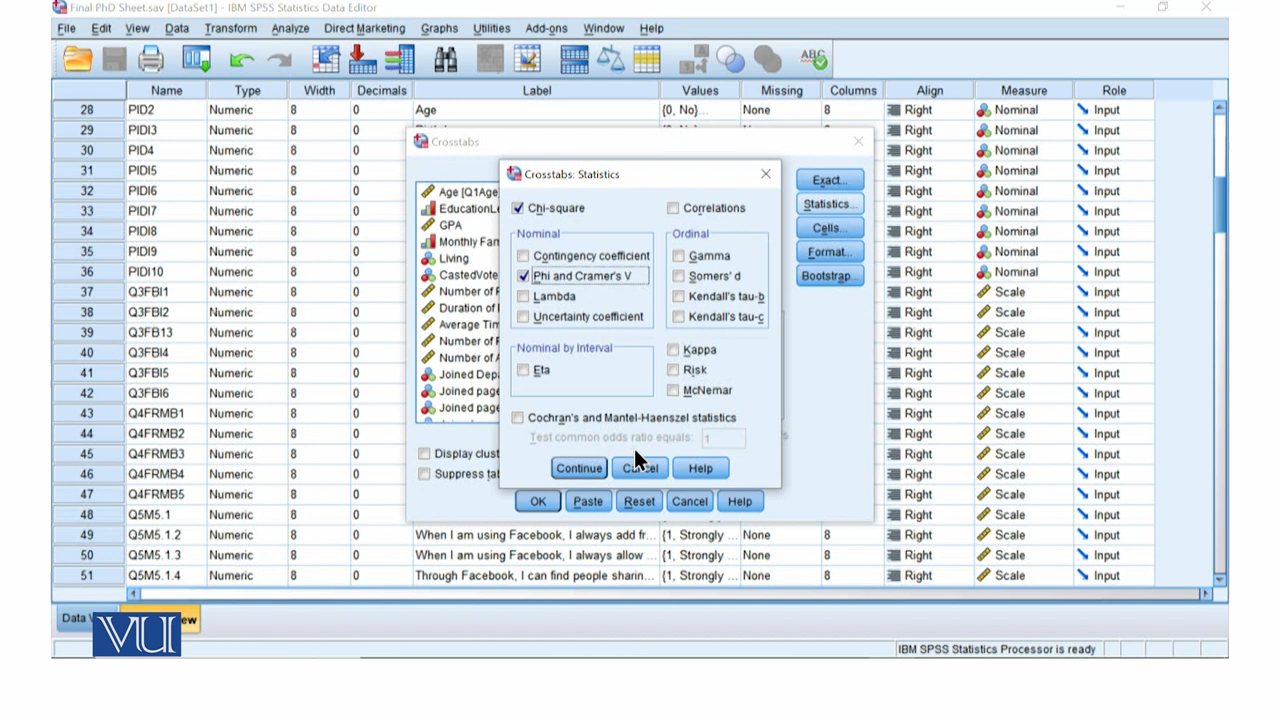 Final PhD Sheet.sav [DataSet1] - IBM SPSS Statistics Data Editor
File Edit View Data Transform Analyze Direct Marketing Graphs Utilities Add-ons Window Help
ABC
Name Type Width Decimals Label Values Missing Columns Align Measure Role
28 PID2 Numeric 8 0 Age {0, No}... None 8 Right Nominal Input
29 PIDI3 Numeric 8 0 Right Nominal Input
30 PID4 Numeric 8 0 Right Nominal Input
31 PIDI5 Numeric 8 0 Right Nominal Input
32 PIDI6 Numeric 8 0 Right Nominal Input
33 PIDI7 Numeric 8 0 Right Nominal Input
34 PIDI8 Numeric 8 0 Right Nominal Input
35 PIDI9 Numeric 8 0 Right Nominal Input
36 PIDI10 Numeric 8 0 Right Nominal Input
37 Q3FBI1 Numeric 8 0 Right Scale Input
38 Q3FBI2 Numeric 8 0 Right Scale Input
39 Q3FB13 Numeric 8 0 Right Scale Input
40 Q3FBI4 Numeric 8 0 Right Scale Input
41 Q3FBI5 Numeric 8 0 Right Scale Input
42 Q3FBI6 Numeric 8 0 Right Scale Input
43 Q4FRMB1 Numeric 8 0 Right Scale Input
44 Q4FRMB2 Numeric 8 0 Right Scale Input
45 Q4FRMB3 Numeric 8 0 Right Scale Input
46 Q4FRMB4 Numeric 8 0 Right Scale Input
47 Q4FRMB5 Numeric 8 0 Right Scale Input
48 Q5M5.1 Numeric 8 0 Right Scale Input
49 Q5M5.1.2 Numeric 8 0 When I am using Facebook, I always add fr... {1, Strongly ... None 8 Right Scale Input
50 Q5M5.1.3 Numeric 8 0 When I am using Facebook, I always allow ... {1, Strongly ... None 8 Right Scale Input
51 Q5M5.1.4 Numeric 8 0 Through Facebook, I can find people sharin... {1, Strongly ... None 8 Right Scale Input
Crosstabs
Age [Q1Age
EducationLe
GPA
Monthly Fam
Living
CastedVote
Number of F
Duration of
Average Tim
Number of
Number of A
Joined Depa
Joined page
Joined page
Display clust
Suppress tab
Exact...
Statistics...
Cells...
Format...
Bootstrap...
OK Paste Reset Cancel Help
Crosstabs: Statistics
Chi-square Correlations
Nominal Ordinal
Contingency coefficient Gamma
Phi and Cramer's V Somers' d
Lambda Kendall's tau-b
Uncertainty coefficient Kendall's tau-c
Nominal by Interval Kappa
Eta Risk
McNemar
Cochran's and Mantel-Haenszel statistics
Test common odds ratio equals: 1
Continue Cancel Help
Data V ew
VU
IBM SPSS Statistics Processor is ready